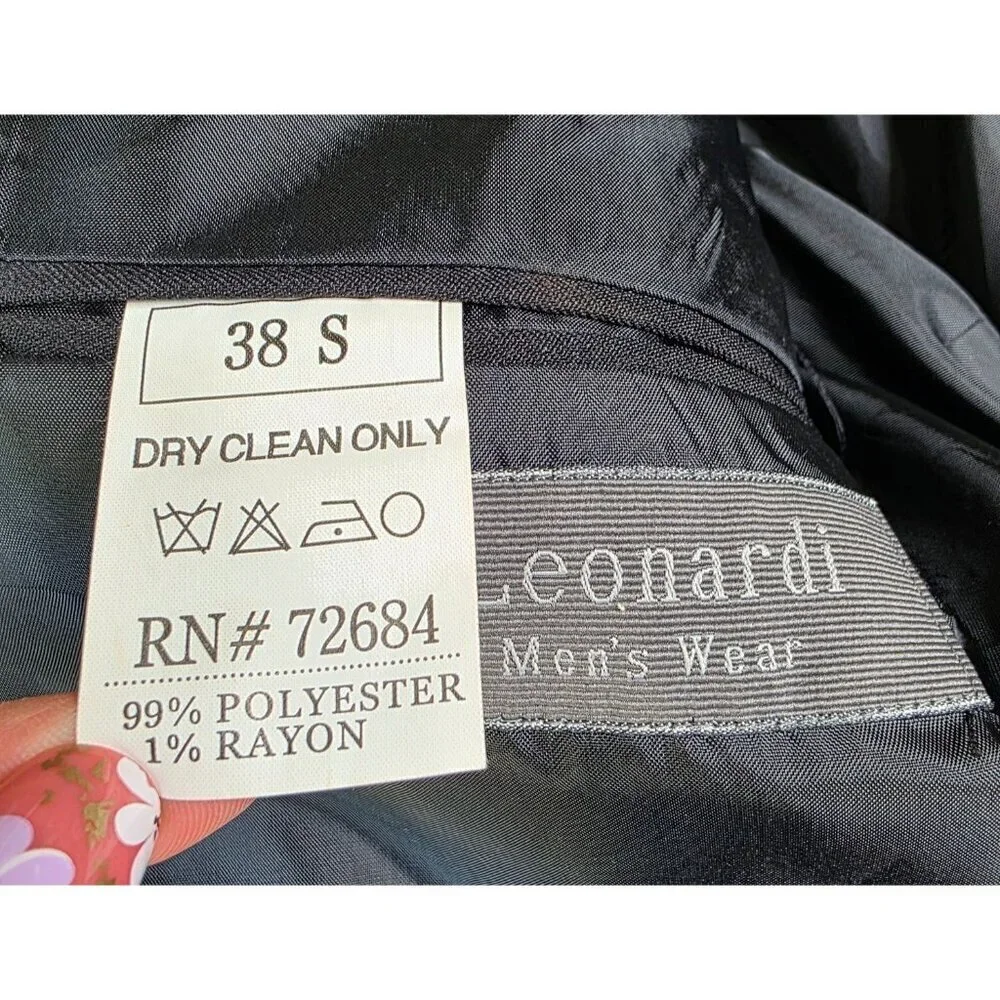 38 S
DRY CLEAN ONLY
RN# 72684
99% POLYESTER
1% RAYON
Leonardi
Men's Wear